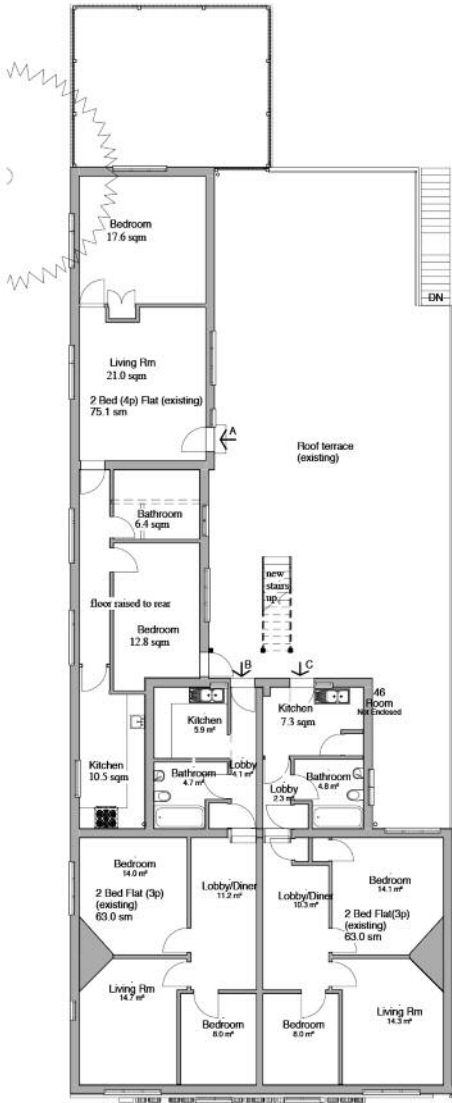 Bedroom
17.6 sqm
DN
Living Rm
21.0 sqm
2 Bed (4p) Flat (existing)
75.1 sm
A
Roof terrace
(existing)
Bathroom
6.4 sqm
new
stairs
up
floor raised to rear
Bedroom
12.8 sqm
B
C
Kitchen
5.9 m²
Kitchen
7.3 sqm
46
Room
Not Enclosed
Kitchen
10.5 sqm
Bathroom
4.7 m²
Lobby
4.1 m²
Lobby
2.3 m²
Bathroom
4.8 m²
Bedroom
14.0 m²
2 Bed Flat (3p)
(existing)
63.0 sm
Lobby/Diner
11.2 m²
Lobby/Diner
10.3 m²
Bedroom
14.1 m²
2 Bed Flat(3p)
(existing)
63.0 sm
Living Rm
14.7 m²
Bedroom
8.0 m²
Bedroom
8.0 m²
Living Rm
14.3 m²